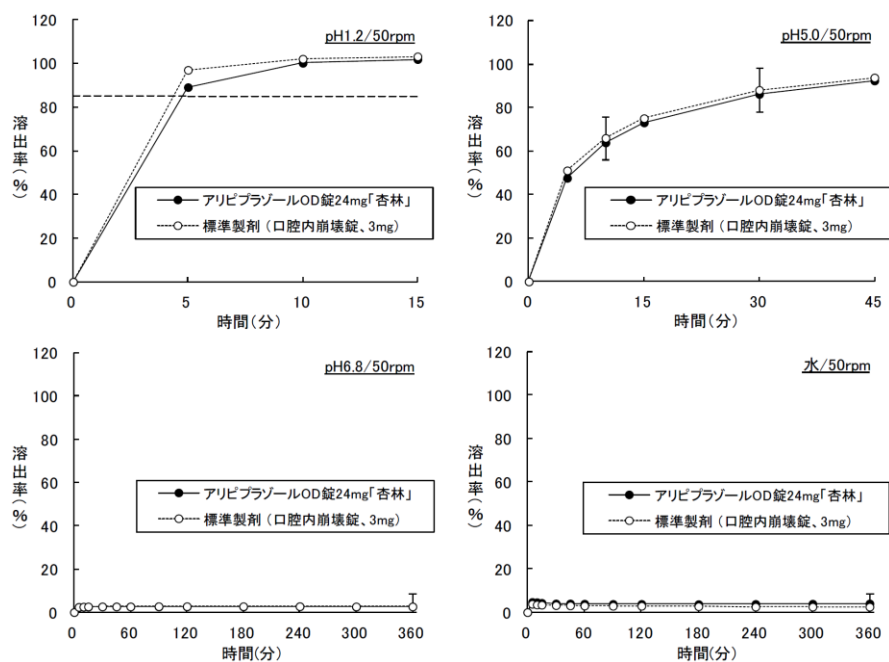 pH1.2/50rpm
120
100
80
60
40
20
0
溶出率(%)
アリピプラゾールOD錠24mg「杏林」
標準製剤(口腔内崩壊錠、3mg)
0 5 10 15
時間(分)
pH5.0/50rpm
120
100
80
60
40
20
0
溶出率(%)
アリピプラゾールOD錠24mg「杏林」
標準製剤(口腔内崩壊錠、3mg)
0 15 30 45
時間(分)
pH6.8/50rpm
120
100
80
60
40
20
0
溶出率(%)
アリピプラゾールOD錠24mg「杏林」
標準製剤(口腔内崩壊錠、3mg)
0 60 120 180 240 300 360
時間(分)
水/50rpm
120
100
80
60
40
20
0
溶出率(%)
アリピプラゾールOD錠24mg「杏林」
標準製剤(口腔内崩壊錠、3mg)
0 60 120 180 240 300 360
時間(分)